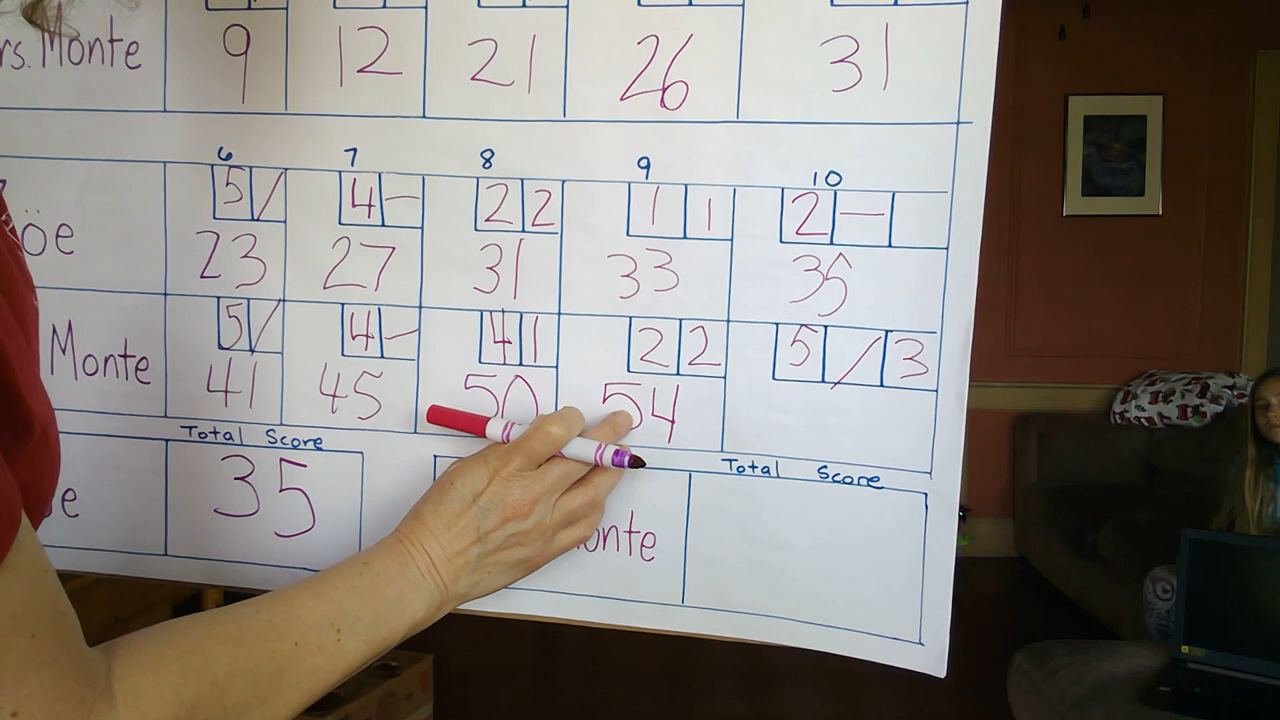 rs. Monte 9 12 21 26 31
6 7 8 9 10
5 / 4 – 2 2 1 1 2 –
öe 23 27 31 33 35
5 / 4 – 4 1 2 2 5 / 3
Monte 41 45 50 54
Total Score Total Score
e 35 onte